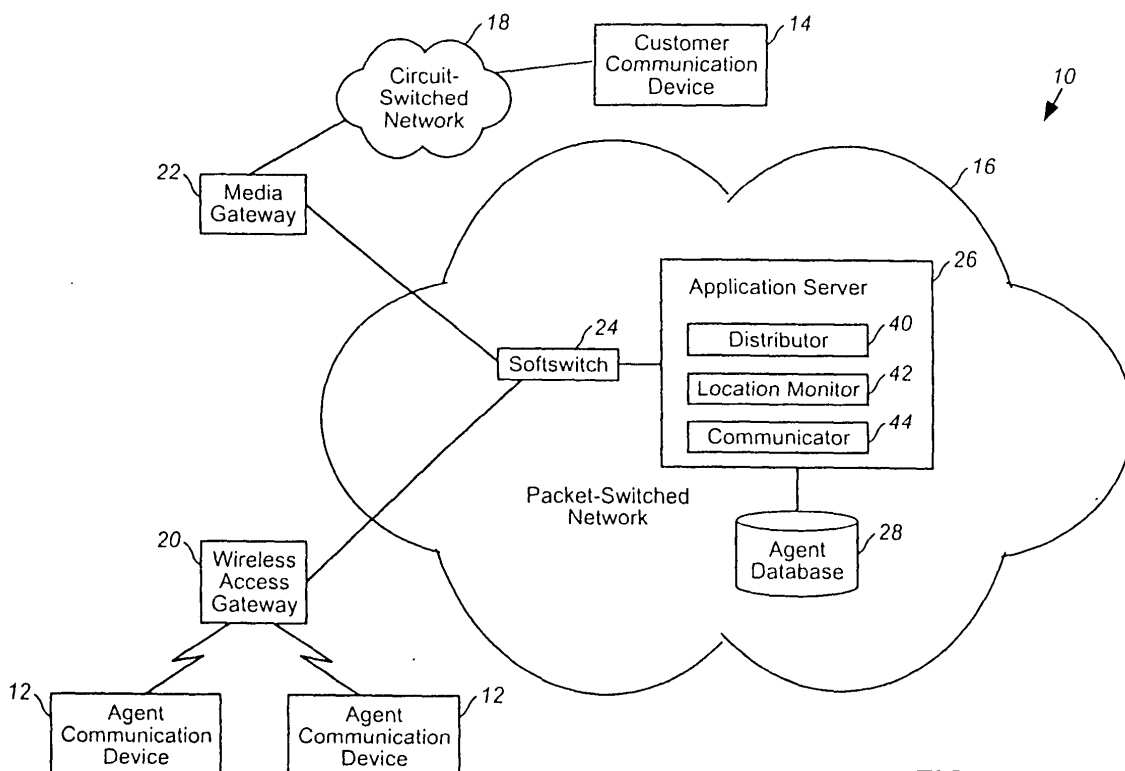 18
Circuit-
Switched
Network
Customer
Communication
Device
14
10
22
Media
Gateway
16
26
Application Server
Distributor
40
Location Monitor
42
Communicator
44
24
Softswitch
Packet-Switched
Network
Agent
Database
28
20
Wireless
Access
Gateway
12
Agent
Communication
Device
Agent
Communication
Device
12